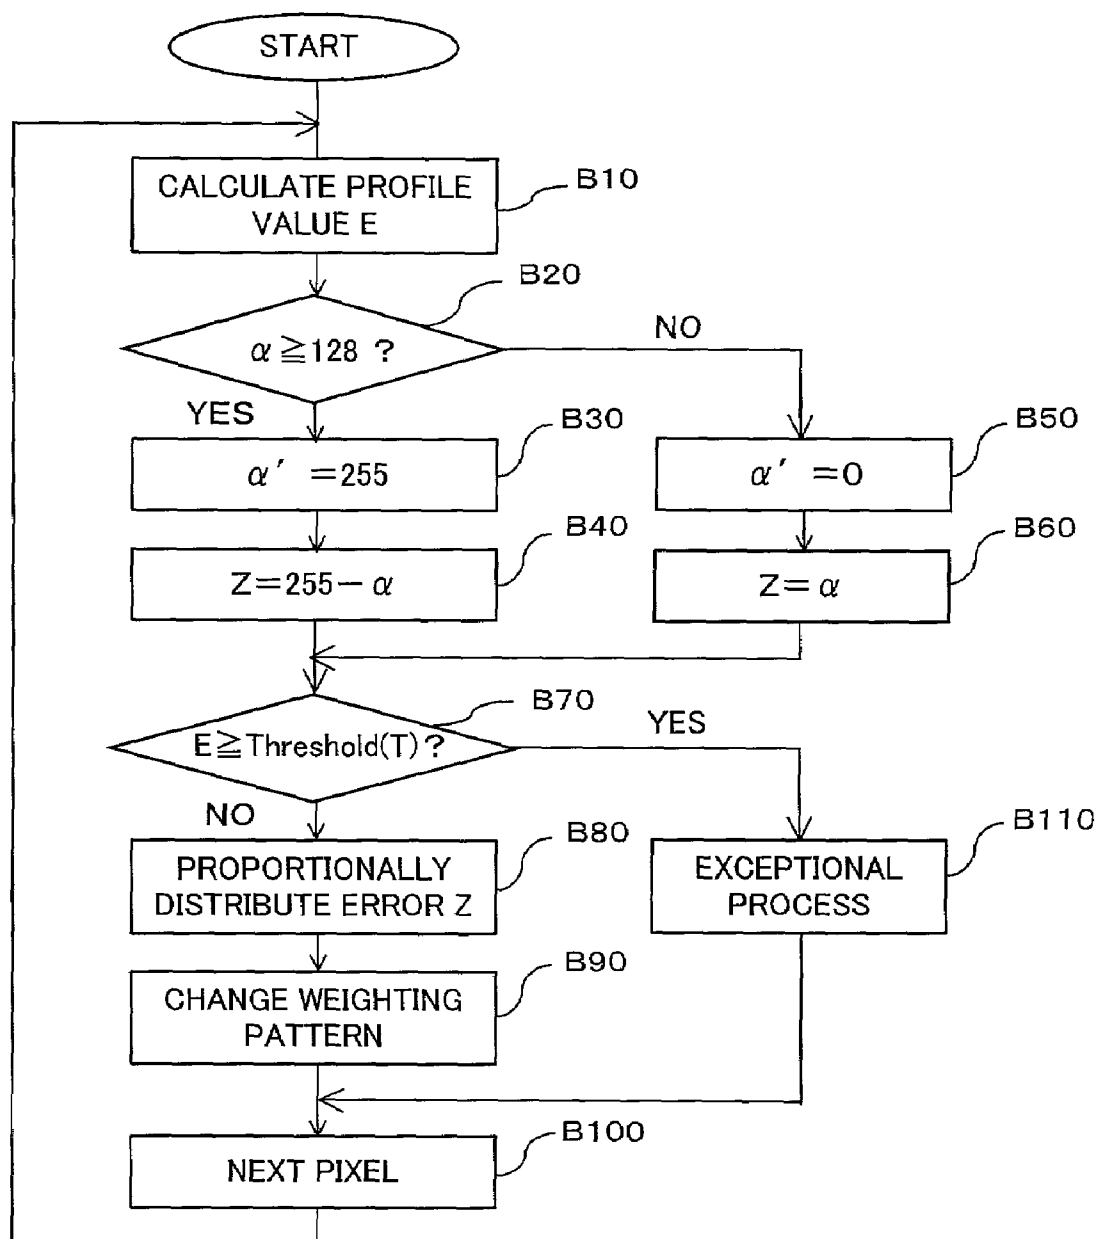 START
CALCULATE PROFILE
VALUE E
B10
B20
α≧128 ?
NO
YES
B30
α′ =255
B50
α′ =0
B40
Z=255-α
B60
Z=α
B70
E≧Threshold(T)?
YES
NO
B80
PROPORTIONALLY
DISTRIBUTE ERROR Z
B110
EXCEPTIONAL
PROCESS
B90
CHANGE WEIGHTING
PATTERN
B100
NEXT PIXEL